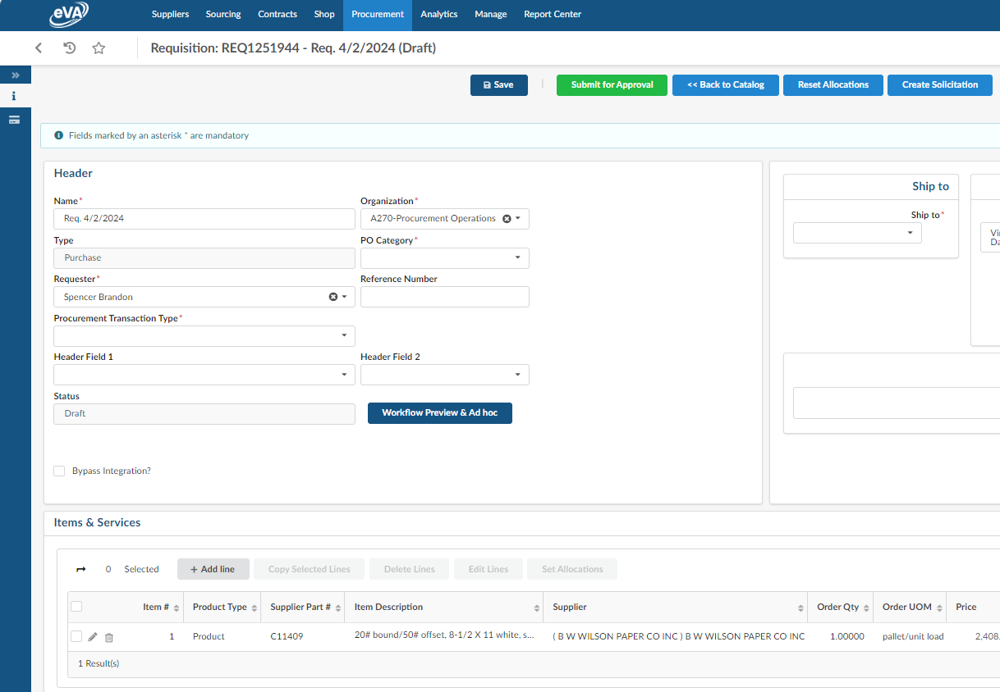 eVA
Suppliers Sourcing Contracts Shop Procurement Analytics Manage Report Center
Requisition: REQ1251944 - Req. 4/2/2024 (Draft)
Save Submit for Approval << Back to Catalog Reset Allocations Create Solicitation
Fields marked by an asterisk * are mandatory
Header
Name* Organization*
Req. 4/2/2024 A270-Procurement Operations
Type PO Category*
Purchase
Requester* Reference Number
Spencer Brandon
Procurement Transaction Type*
Header Field 1 Header Field 2
Status
Draft Workflow Preview & Ad hoc
Bypass Integration?
Ship to
Ship to*
Items & Services
0 Selected + Add line Copy Selected Lines Delete Lines Edit Lines Set Allocations
Item # Product Type Supplier Part # Item Description Supplier Order Qty Order UOM Price
1 Product C11409 20# bound/50# offset, 8-1/2 X 11 white, s... ( B W WILSON PAPER CO INC ) B W WILSON PAPER CO INC 1.00000 pallet/unit load 2,408.
1 Result(s)